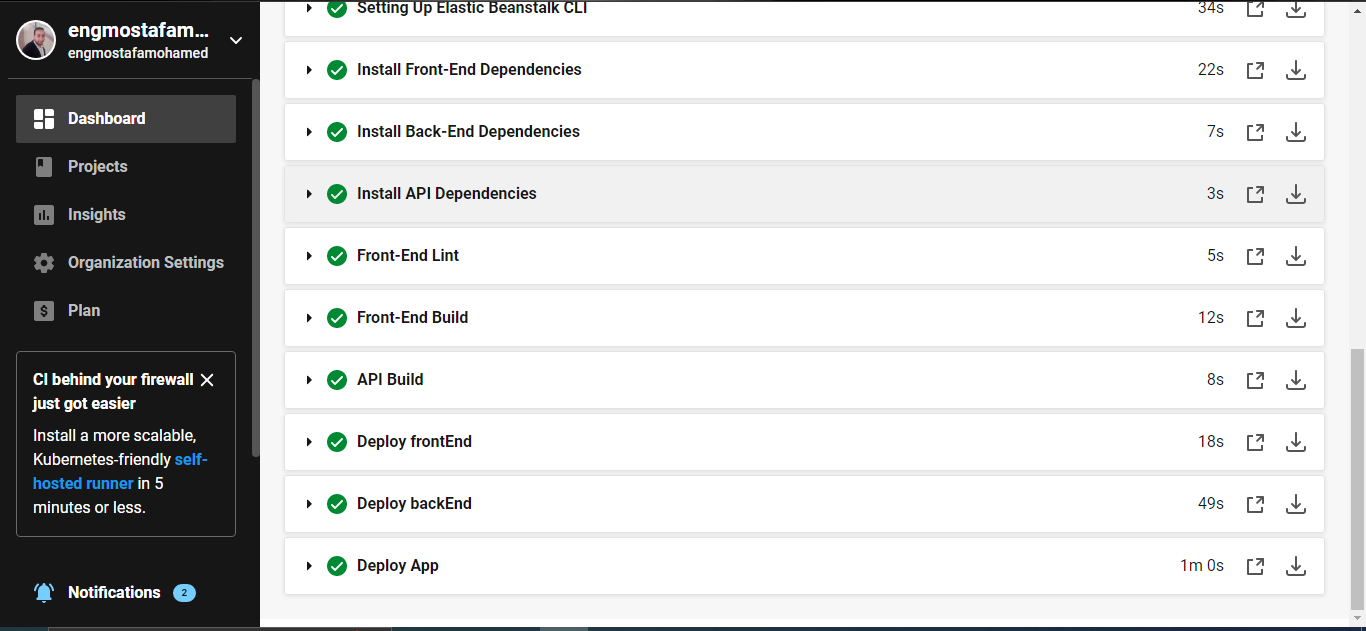 engmostafam...
engmostafamohamed
Dashboard
Projects
Insights
Organization Settings
Plan
CI behind your firewall
just got easier
Install a more scalable,
Kubernetes-friendly self-
hosted runner in 5
minutes or less.
Notifications 2
Setting Up Elastic Beanstalk CLI 34s
Install Front-End Dependencies 22s
Install Back-End Dependencies 7s
Install API Dependencies 3s
Front-End Lint 5s
Front-End Build 12s
API Build 8s
Deploy frontEnd 18s
Deploy backEnd 49s
Deploy App 1m 0s